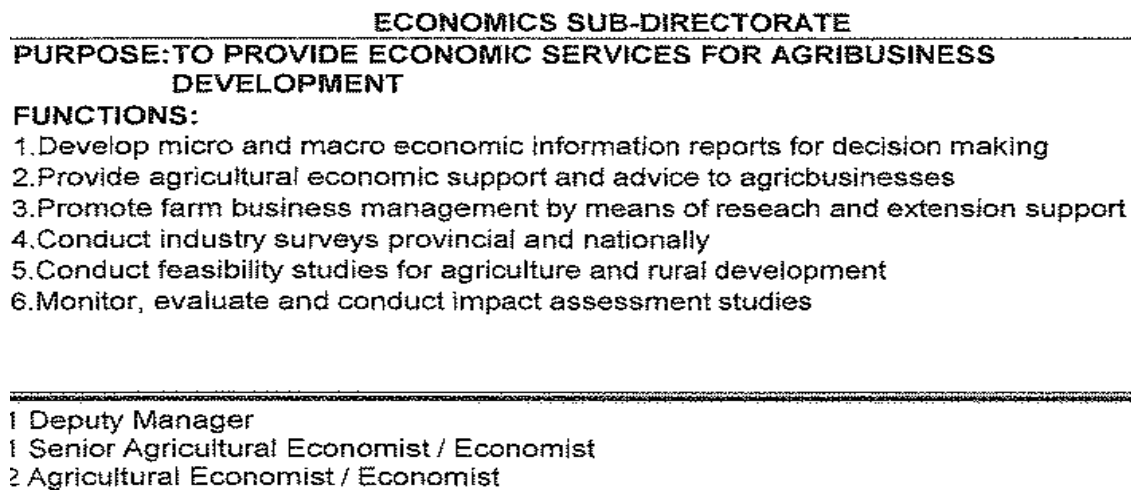 ECONOMICS SUB-DIRECTORATE
PURPOSE:TO PROVIDE ECONOMIC SERVICES FOR AGRIBUSINESS
DEVELOPMENT
FUNCTIONS:
1.Develop micro and macro economic information reports for decision making
2.Provide agricultural economic support and advice to agricbusinesses
3.Promote farm business management by means of reseach and extension support
4.Conduct industry surveys provincial and nationally
5.Conduct feasibility studies for agriculture and rural development
6.Monitor, evaluate and conduct impact assessment studies
1 Deputy Manager
1 Senior Agricultural Economist / Economist
2 Agricultural Economist / Economist